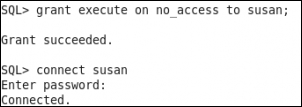 SQL> grant execute on no_access to susan;
Grant succeeded.
SQL> connect susan
Enter password:
Connected.